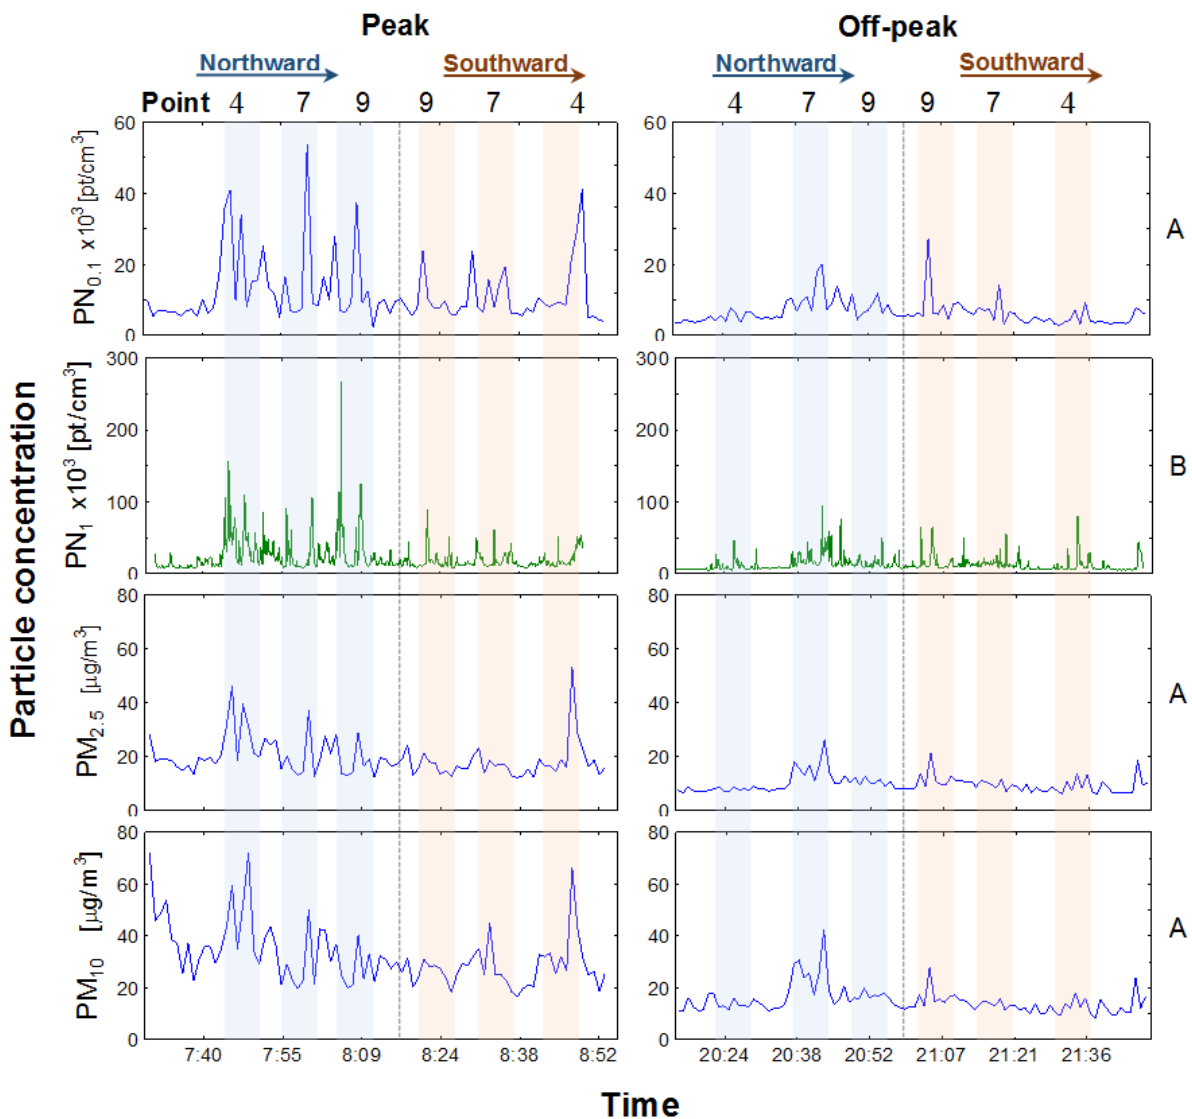 Peak Off-peak
Northward Southward Northward Southward
Point 4 7 9 9 7 4 4 7 9 9 7 4
Particle concentration
PN0.1 x10³ [pt/cm³]
60 40 20 0
60 40 20 0
A
PN1 x10³ [pt/cm³]
300 200 100 0
300 200 100 0
B
PM2.5 [µg/m³]
80 60 40 20 0
80 60 40 20 0
A
PM10 [µg/m³]
80 60 40 20 0
80 60 40 20 0
A
7:40 7:55 8:09 8:24 8:38 8:52 20:24 20:38 20:52 21:07 21:21 21:36
Time